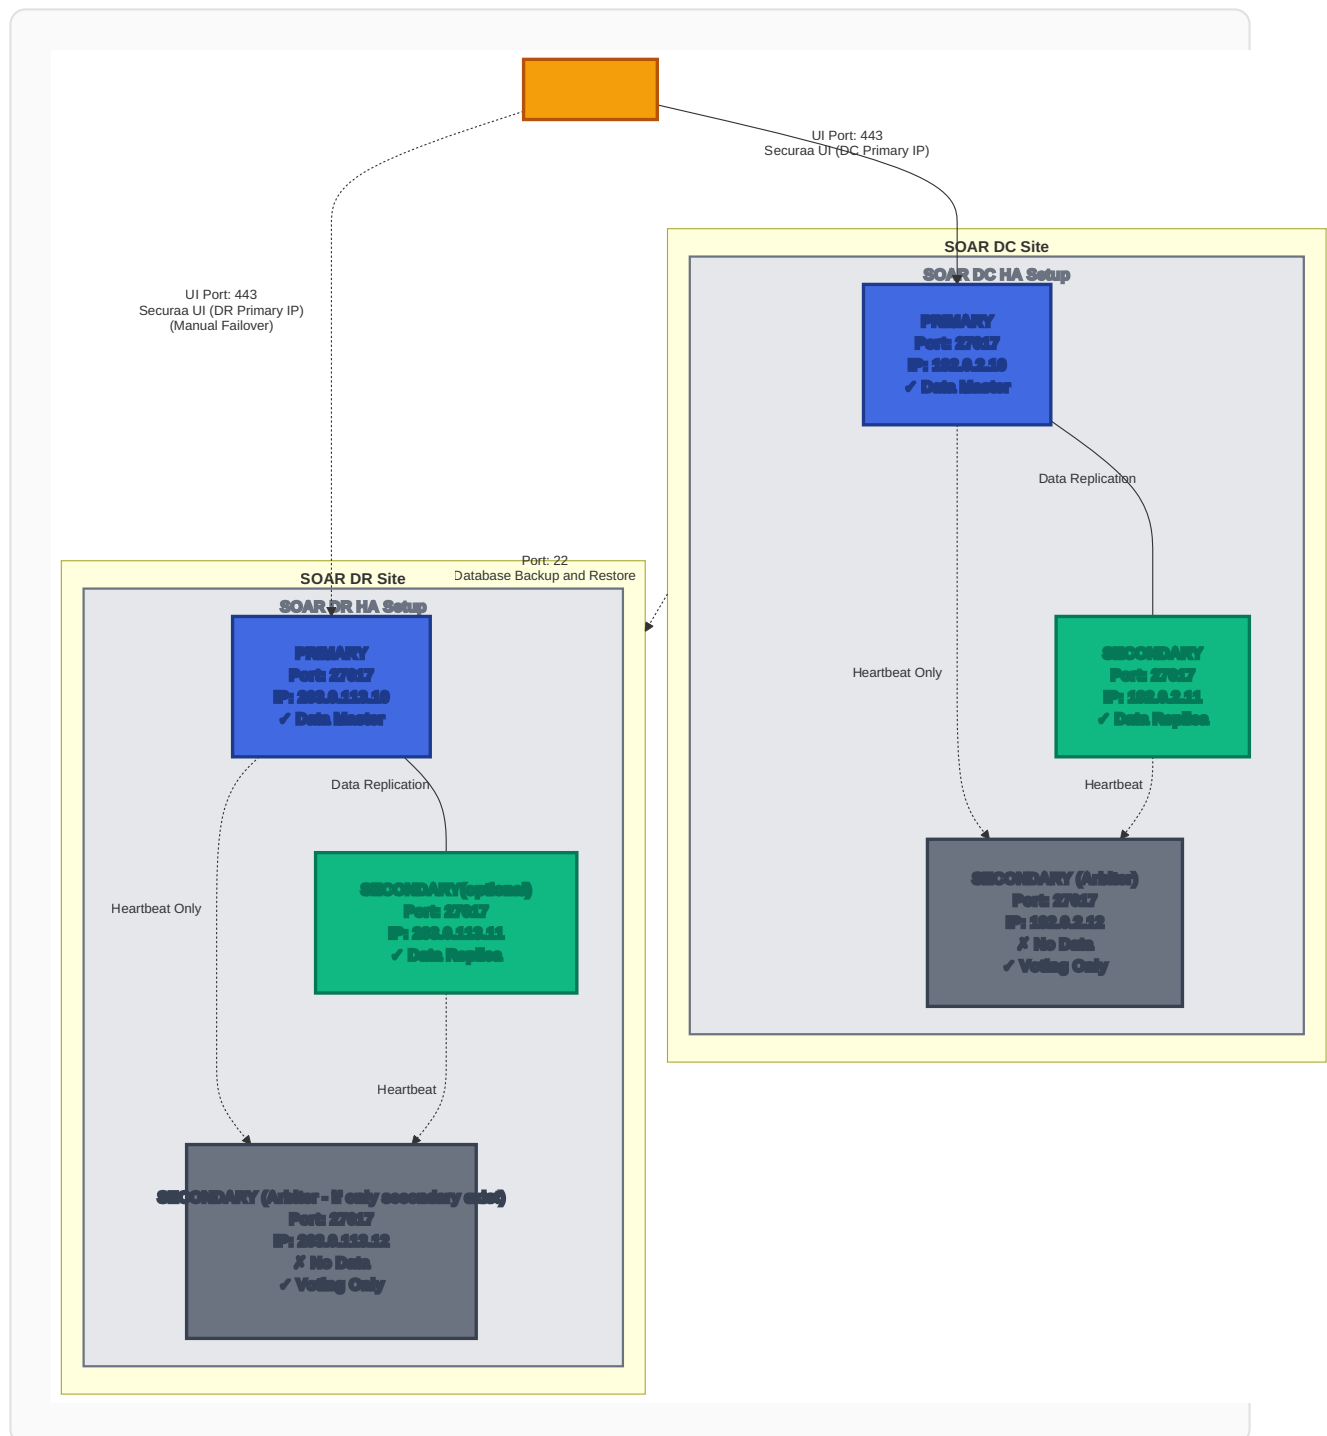 UI Port: 443
Securaa UI (DC Primary IP)
SOAR DC Site
SOAR DC HA Setup
PRIMARY
Port: 27017
IP: 192.0.2.10
✓ Data Master
UI Port: 443
Securaa UI (DR Primary IP)
(Manual Failover)
Data Replication
Port: 22
Database Backup and Restore
SOAR DR Site
SOAR DR HA Setup
PRIMARY
Port: 27017
IP: 203.0.113.10
✓ Data Master
Heartbeat Only
SECONDARY
Port: 27017
IP: 192.0.2.11
✓ Data Replica
Data Replication
Heartbeat
SECONDARY(optional)
Port: 27017
IP: 203.0.113.11
✓ Data Replica
Heartbeat Only
SECONDARY (Arbiter)
Port: 27017
IP: 192.0.2.12
✗ No Data
✓ Voting Only
Heartbeat
SECONDARY (Arbiter - if only secondary exist)
Port: 27017
IP: 203.0.113.12
✗ No Data
✓ Voting Only